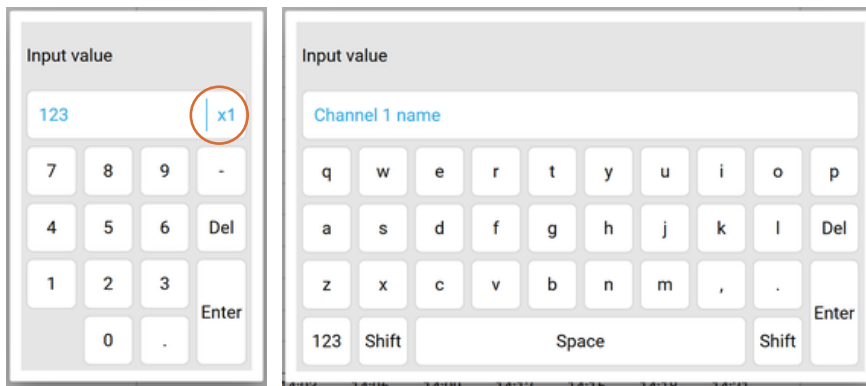 Input value
123 x1
7 8 9 -
4 5 6 Del
1 2 3
Enter
0 .
Input value
Channel 1 name
q w e r t y u i o p
a s d f g h j k l Del
z x c v b n m , .
Enter
123 Shift Space Shift